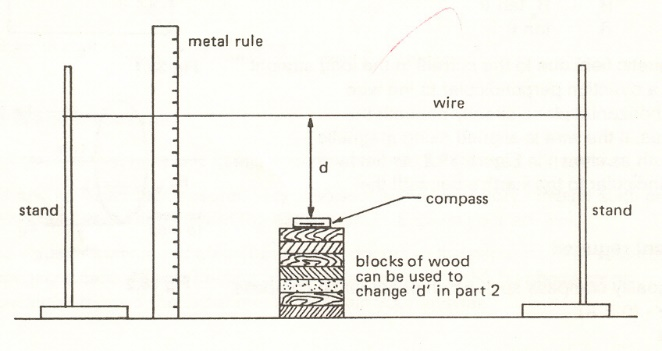 metal rule
wire
d
compass
stand
stand
blocks of wood
can be used to
change 'd' in part 2